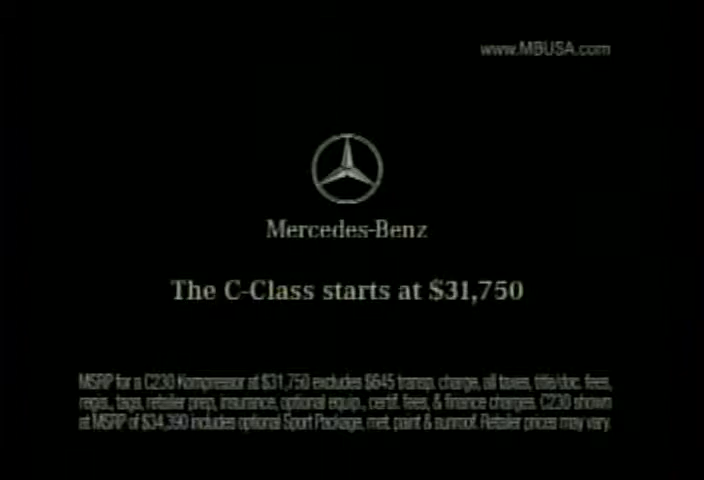 www.MBUSA.com
Mercedes-Benz
The C-Class starts at $31,750
MSRP for a C230 Kompressor at $31,750 excludes $645 transp. charge, all taxes, title/doc. fees,
regis., tags, retailer prep, insurance, optional equip., certif. fees, & finance charges. C230 shown
at MSRP of $34,390 includes optional Sport Package, met. paint & sunroof. Retailer prices may vary.